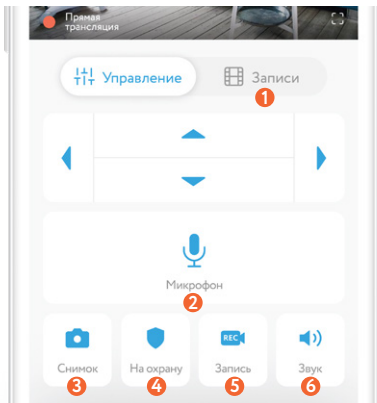 Прямая
трансляция
Управление
Записи
1
Микрофон
2
REC
Снимок
На охрану
Запись
Звук
3
4
5
6